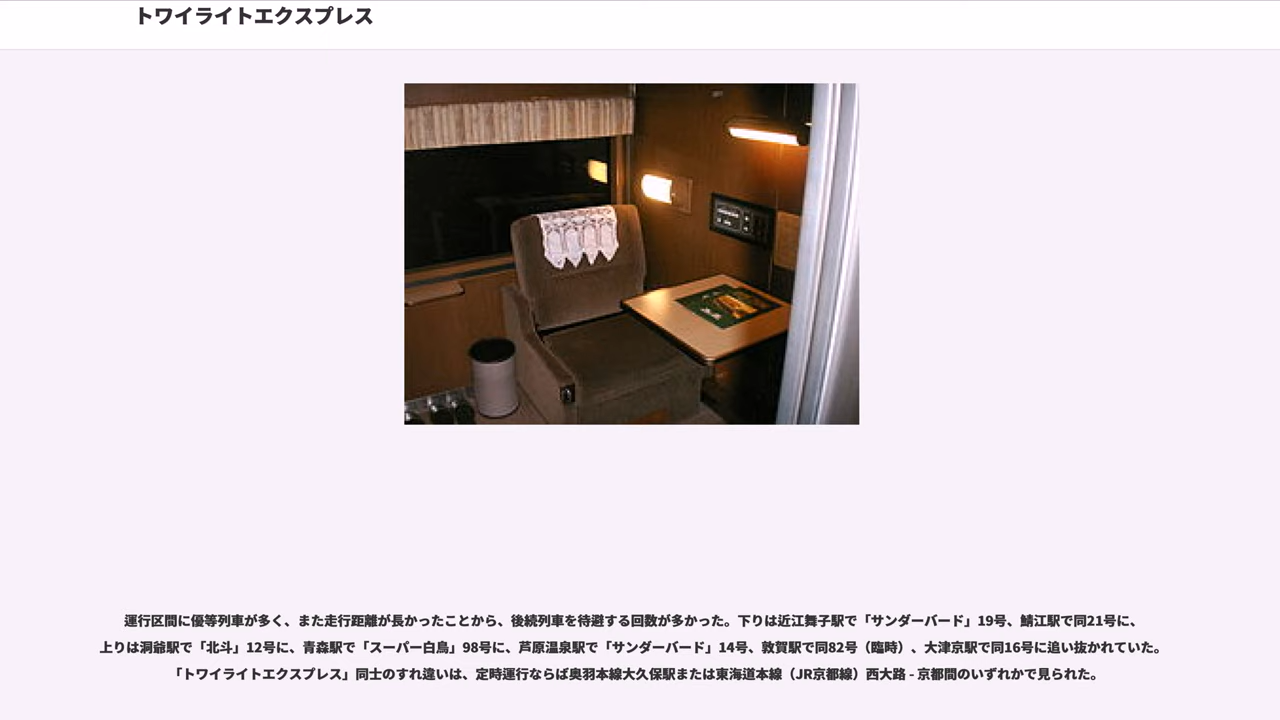 トワイライトエクスプレス
運行区間に優等列車が多く、また走行距離が長かったことから、後続列車を待避する回数が多かった。下りは近江舞子駅で「サンダーバード」19号、鯖江駅で同21号に、
上りは洞爺駅で「北斗」12号に、青森駅で「スーパー白鳥」98号に、芦原温泉駅で「サンダーバード」14号、敦賀駅で同82号（臨時）、大津京駅で同16号に追い抜かれていた。
「トワイライトエクスプレス」同士のすれ違いは、定時運行ならば奥羽本線大久保駅または東海道本線（JR京都線）西大路 - 京都間のいずれかで見られた。